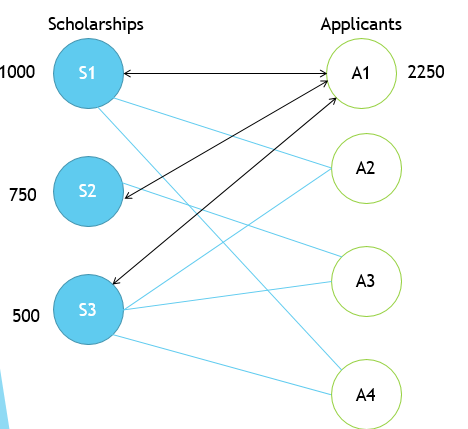 Scholarships Applicants
1000 S1 A1 2250
A2
750 S2
A3
500 S3
A4